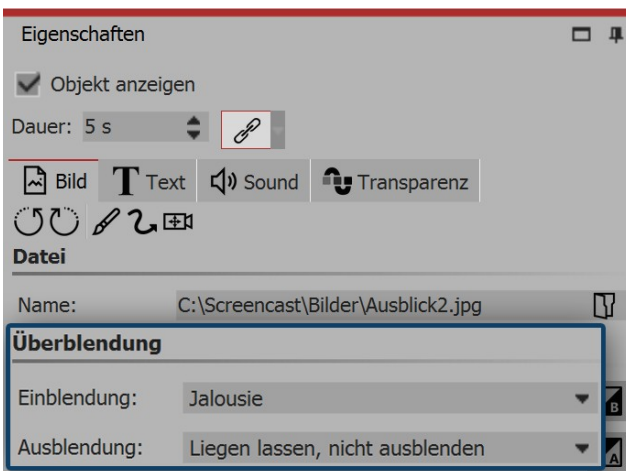 Eigenschaften
Objekt anzeigen
Dauer: 5 s
Bild T Text Sound Transparenz
Datei
Name: C:\Screencast\Bilder\Ausblick2.jpg
Überblendung
Einblendung: Jalousie B
Ausblendung: Liegen lassen, nicht ausblenden A